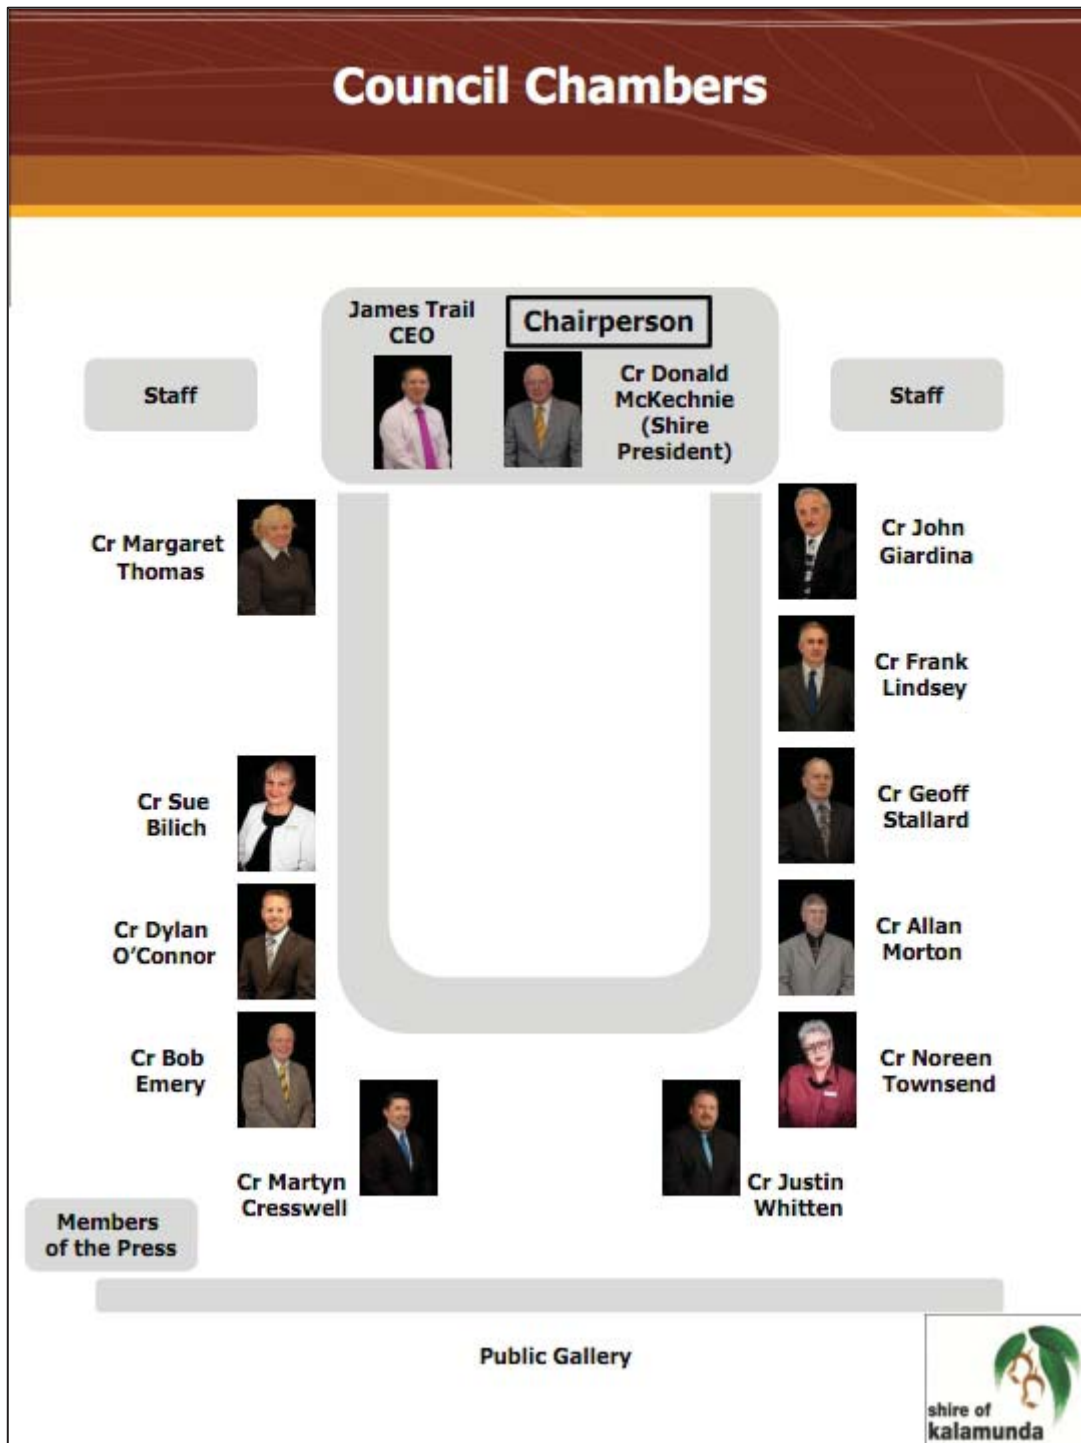 Council Chambers
James Trail
CEO
Chairperson
Cr Donald
McKechnie
(Shire
President)
Staff
Staff
Cr Margaret
Thomas
Cr John
Giardina
Cr Frank
Lindsey
Cr Sue
Bilich
Cr Geoff
Stallard
Cr Dylan
O’Connor
Cr Allan
Morton
Cr Bob
Emery
Cr Noreen
Townsend
Cr Martyn
Cresswell
Cr Justin
Whitten
Members
of the Press
Public Gallery
shire of
kalamunda